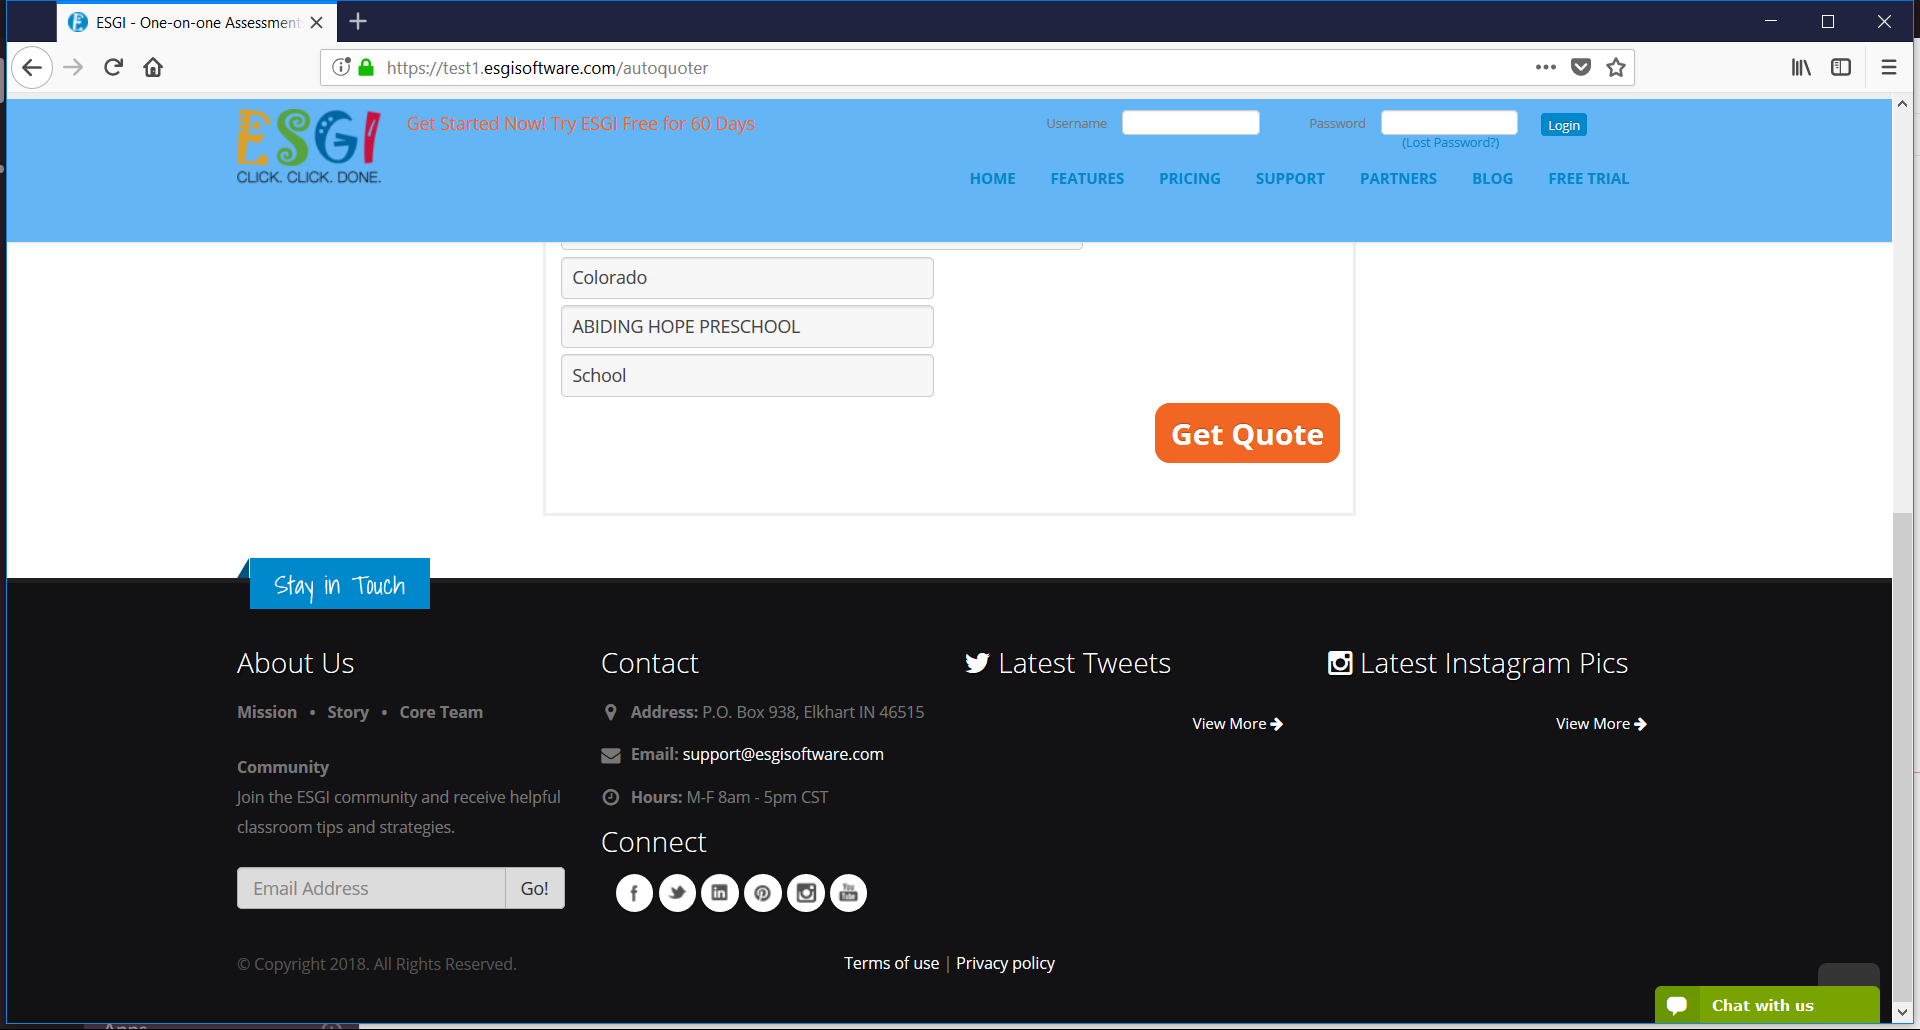 ESGI - One-on-one Assessment
https://test1.esgisoftware.com/autoquoter
ESGI
CLICK. CLICK. DONE.
Get Started Now! Try ESGI Free for 60 Days
Username
Password
Login
(Lost Password?)
HOME FEATURES PRICING SUPPORT PARTNERS BLOG FREE TRIAL
Colorado
ABIDING HOPE PRESCHOOL
School
Get Quote
Stay in Touch
About Us
Mission • Story • Core Team
Community
Join the ESGI community and receive helpful
classroom tips and strategies.
Email Address Go!
Contact
Address: P.O. Box 938, Elkhart IN 46515
Email: support@esgisoftware.com
Hours: M-F 8am - 5pm CST
Connect
You
Tube
Latest Tweets
View More
Latest Instagram Pics
View More
© Copyright 2018. All Rights Reserved.
Terms of use | Privacy policy
Chat with us